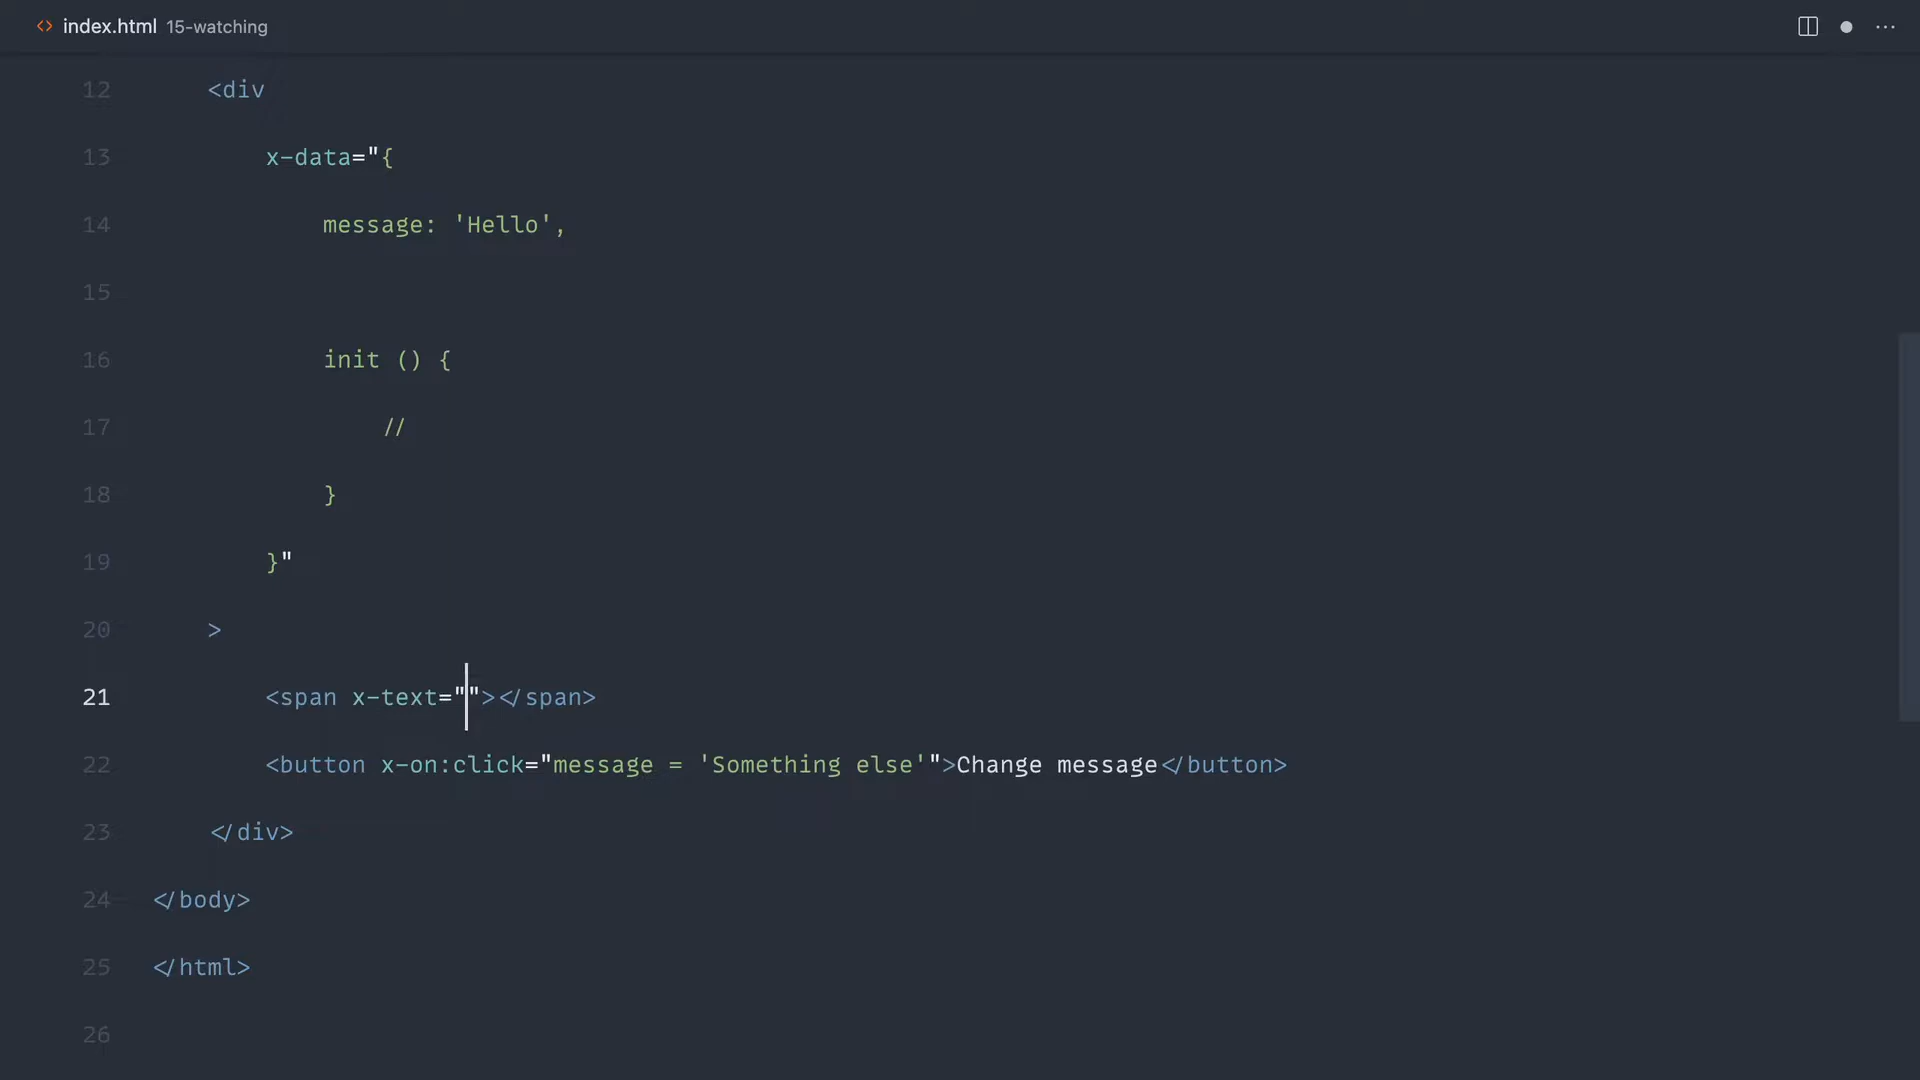 index.html 15-watching
12 <div
13 x-data="{
14 message: 'Hello',
15
16 init () {
17 //
18 }
19 }"
20 >
21 <span x-text=""></span>
22 <button x-on:click="message = 'Something else'">Change message</button>
23 </div>
24 </body>
25 </html>
26